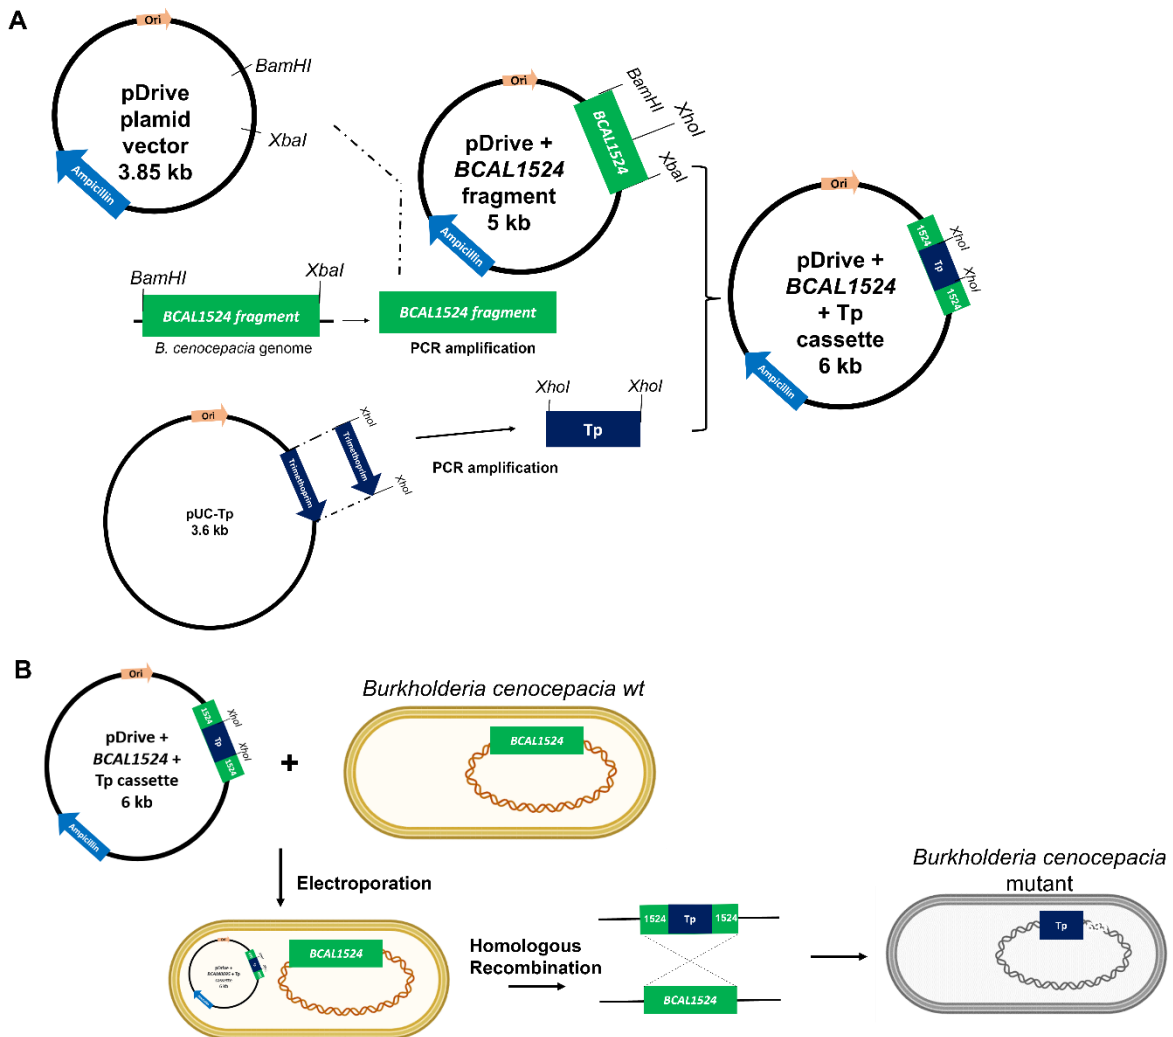 A
Ori
BamHI
XbaI
pDrive
plamid
vector
3.85 kb
Ampicillin
Ori
BamHI
XhoI
XbaI
BCAL1524
pDrive +
BCAL1524
fragment
5 kb
Ampicillin
BamHI
XbaI
BCAL1524 fragment
B. cenocepacia genome
BCAL1524 fragment
PCR amplification
Ori
1524
Tp
1524
XhoI
XhoI
pDrive +
BCAL1524
+ Tp
cassette
6 kb
Ampicillin
Ori
Trimethoprim
Trimethoprim
XhoI
XhoI
pUC-Tp
3.6 kb
PCR amplification
XhoI
XhoI
Tp
B
Ori
1524
Tp
1524
XhoI
XhoI
pDrive +
BCAL1524 +
Tp cassette
6 kb
Ampicillin
+
Burkholderia cenocepacia wt
BCAL1524
Electroporation
pDrive +
cassette
BCAL1524
Homologous
Recombination
1524
Tp
1524
BCAL1524
Burkholderia cenocepacia
mutant
Tp